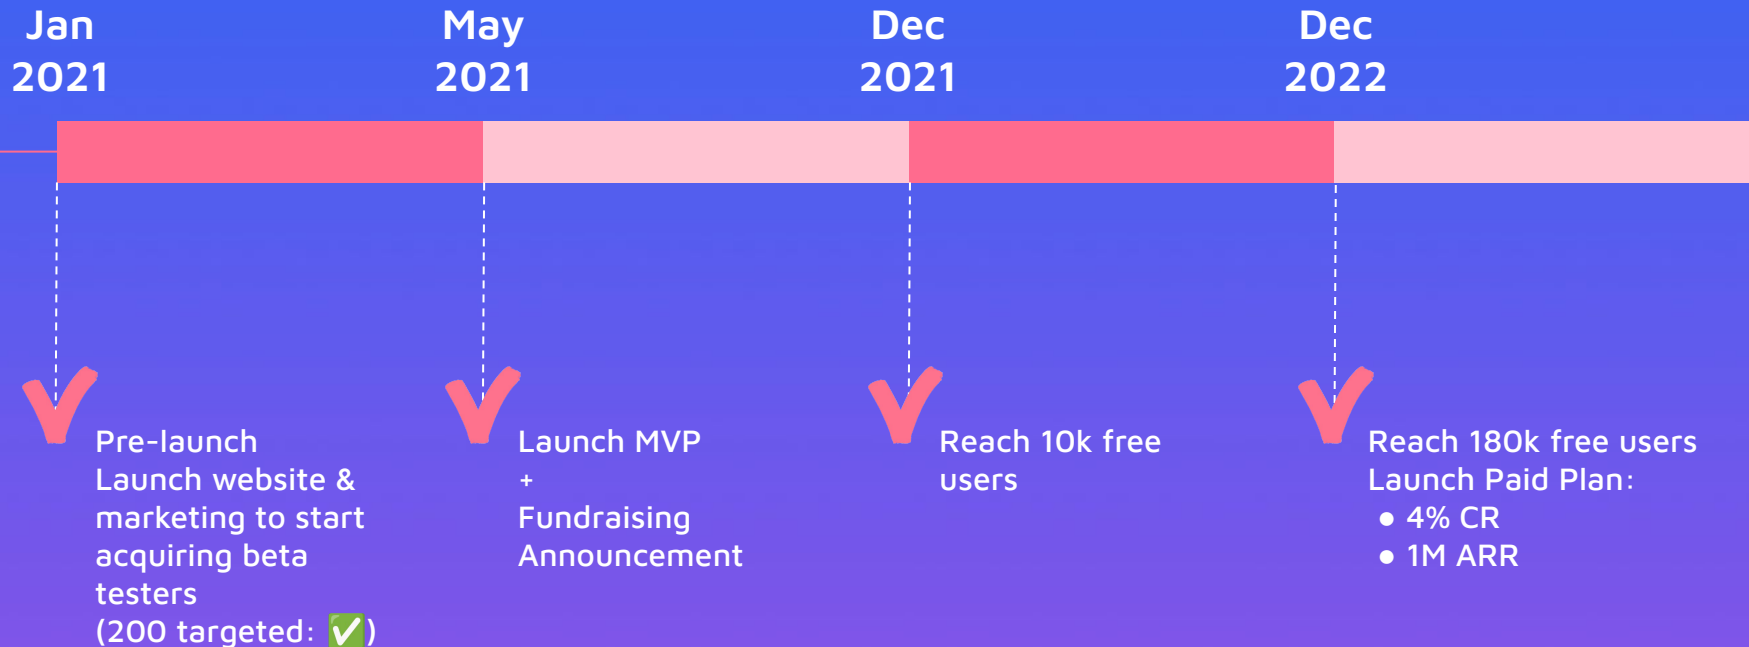 Jan
2021
May
2021
Dec
2021
Dec
2022
Pre-launch
Launch website &
marketing to start
acquiring beta
testers
(200 targeted: ✅)
Launch MVP
+
Fundraising
Announcement
Reach 10k free
users
Reach 180k free users
Launch Paid Plan:
● 4% CR
● 1M ARR